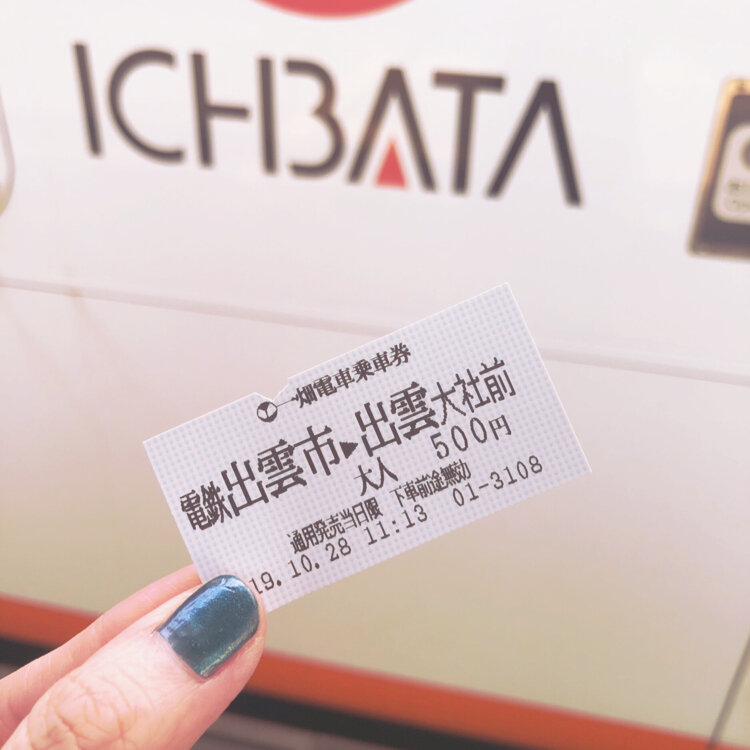 ICHBATA
一畑電車乗車券
電鉄出雲市▶出雲大社前
大人 500円
通用発売当日限 下車前途無効
19.10.28 11:13 01-3108